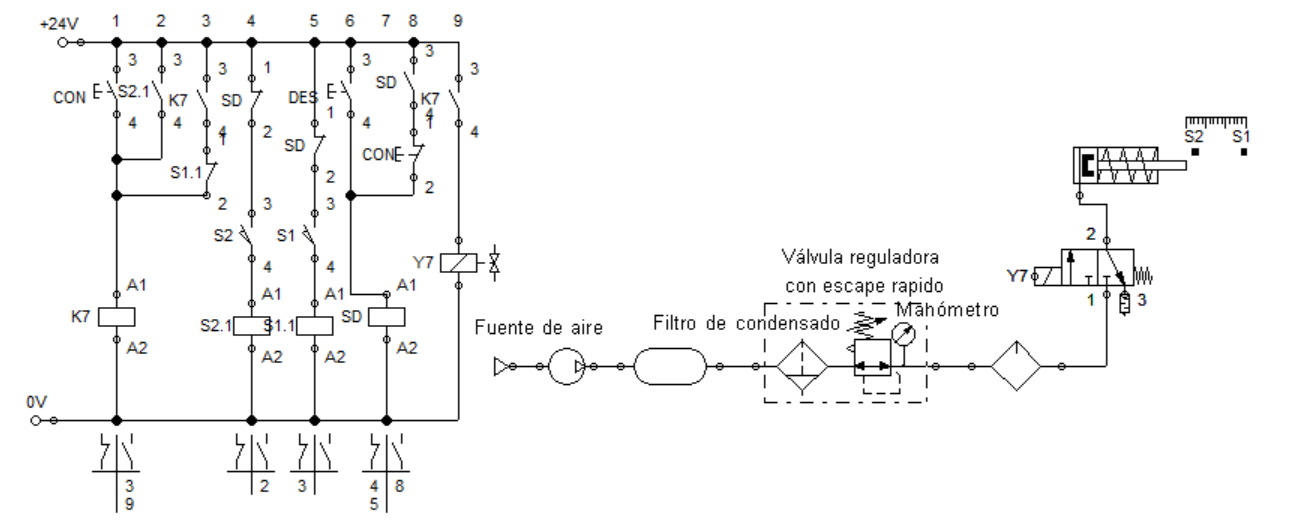 1 2 3 4 5 6 7 8 9
+24V
3 3 3 1 3 3 3 3
CON S2.1 K7 SD DES SD K7
4 4 4 2 1 4 4 4
1 1
SD CON
S1.1
2 2 2
3 3
S2 S1
4 4
Y7
A1 A1 A1 A1
K7 S2.1 S1.1 SD
A2 A2 A2 A2
0V
3 2 3 4 8
9 5
S2 S1
2
Y7
1 3
Válvula reguladora
con escape rapido
Mahómetro
Filtro de condensado
Fuente de aire